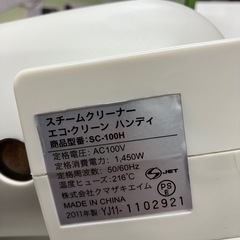 スチームクリーナー
エコ・クリーン ハンディ
商品型番: SC-100H
定格電圧: AC100V
定格消費電力: 1,450W
定格周波数: 50/60Hz
温度ヒューズ: 216℃
株式会社クマザキエイム
2011年製 YJ11-1102921
JET
PS
E